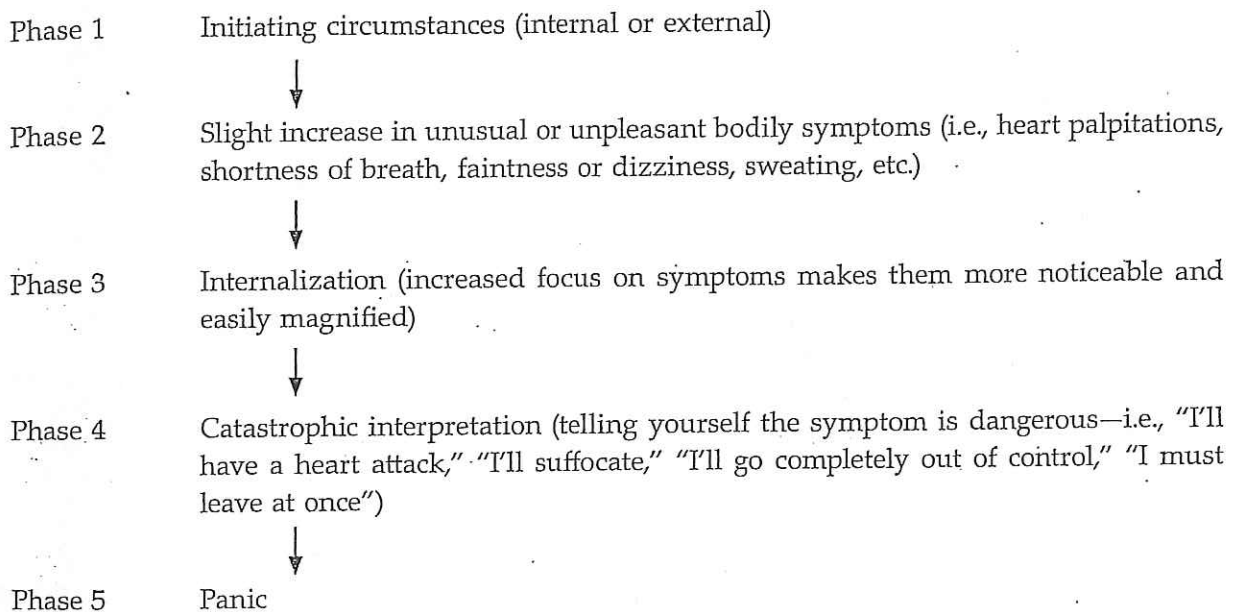 Phase 1 Initiating circumstances (internal or external)
Phase 2 Slight increase in unusual or unpleasant bodily symptoms (i.e., heart palpitations,
shortness of breath, faintness or dizziness, sweating, etc.)
Phase 3 Internalization (increased focus on symptoms makes them more noticeable and
easily magnified)
Phase 4 Catastrophic interpretation (telling yourself the symptom is dangerous—i.e., "I'll
have a heart attack," "I'll suffocate," "I'll go completely out of control," "I must
leave at once")
Phase 5 Panic